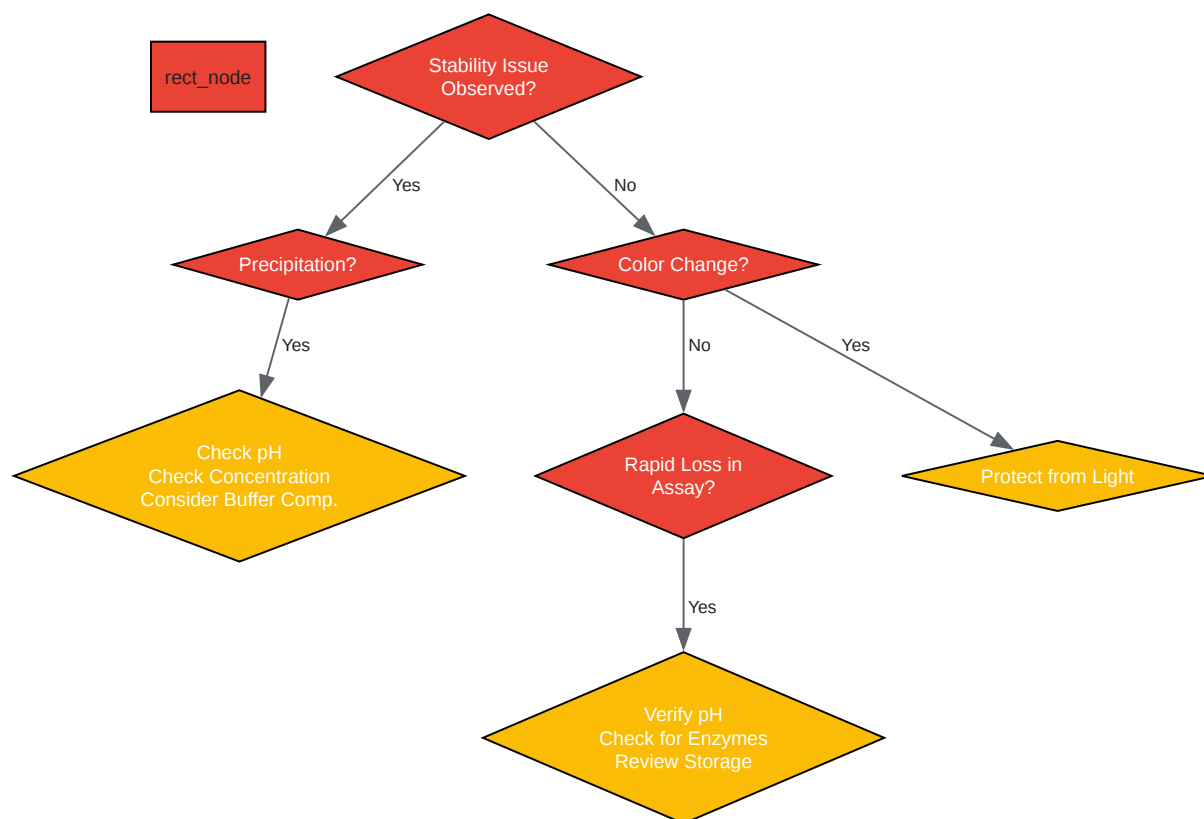 rect_node
Stability Issue
Observed?
Yes
No
Precipitation?
Color Change?
Yes
No
Yes
Check pH
Check Concentration
Consider Buffer Comp.
Rapid Loss in
Assay?
Protect from Light
Yes
Verify pH
Check for Enzymes
Review Storage